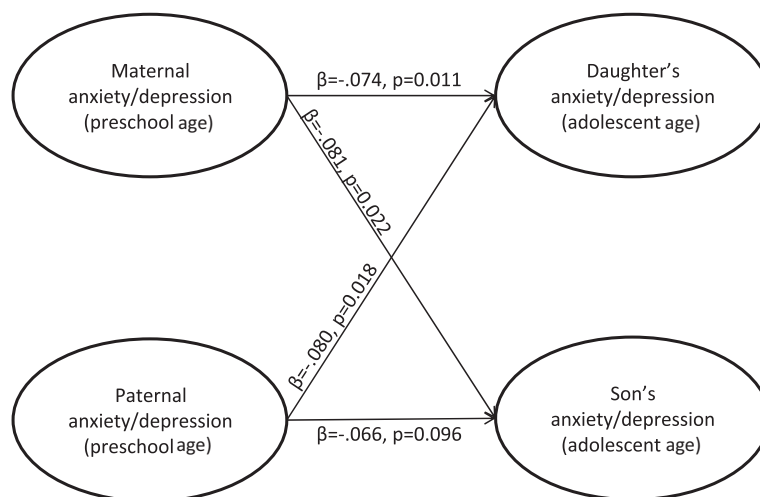 Maternal
anxiety/depression
(preschool age)
β=-.074, p=0.011
Daughter's
anxiety/depression
(adolescent age)
β=-.081, p=0.022
β=-.080, p=0.018
Paternal
anxiety/depression
(preschool age)
β=-.066, p=0.096
Son's
anxiety/depression
(adolescent age)